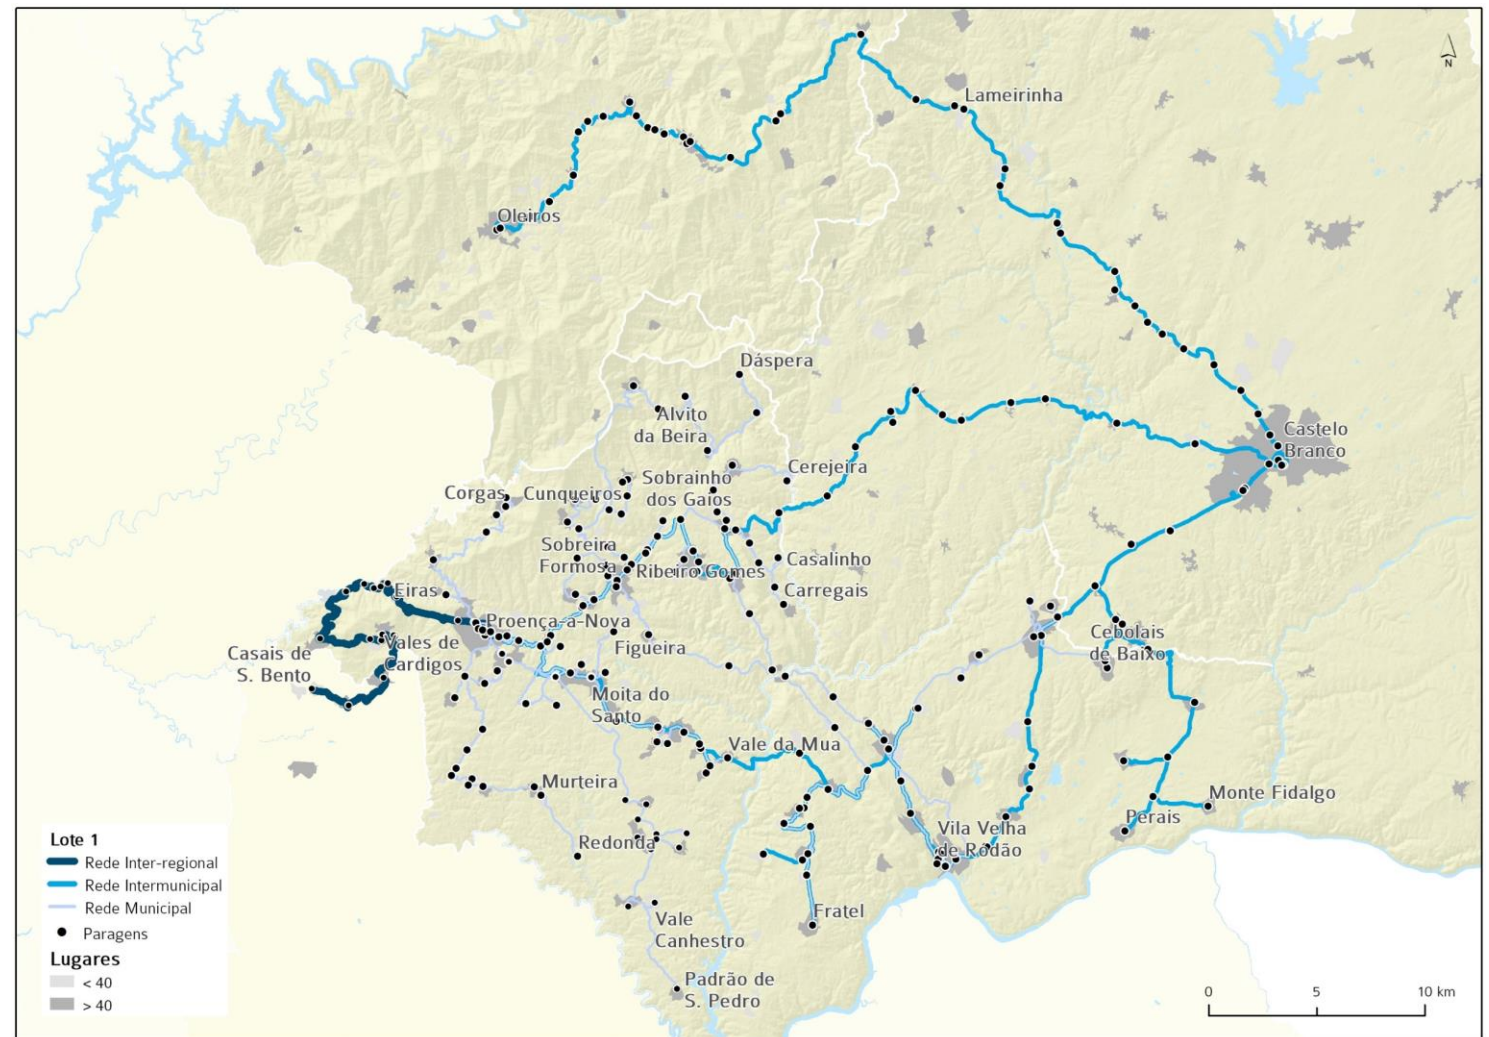 N
Lameirinha
Oleiros
Dáspera
Alvito
da Beira
Castelo
Branco
Cerejeira
Sobrainho
dos Gaios
Corgas
Cunqueiros
Sobreira
Formosa
Ribeiro Gomes
Casalinho
Carregais
Eiras
Proença-a-Nova
Vales de
Cardigos
Casais de
S. Bento
Figueira
Cebolais
de Baixo
Moita do
Santo
Vale da Mua
Murteira
Monte Fidalgo
Perais
Vila Velha
de Ródão
Redonda
Fratel
Vale
Canhestro
Padrão de
S. Pedro
Lote 1
Rede Inter-regional
Rede Intermunicipal
Rede Municipal
Paragens
Lugares
< 40
> 40
0 5 10 km